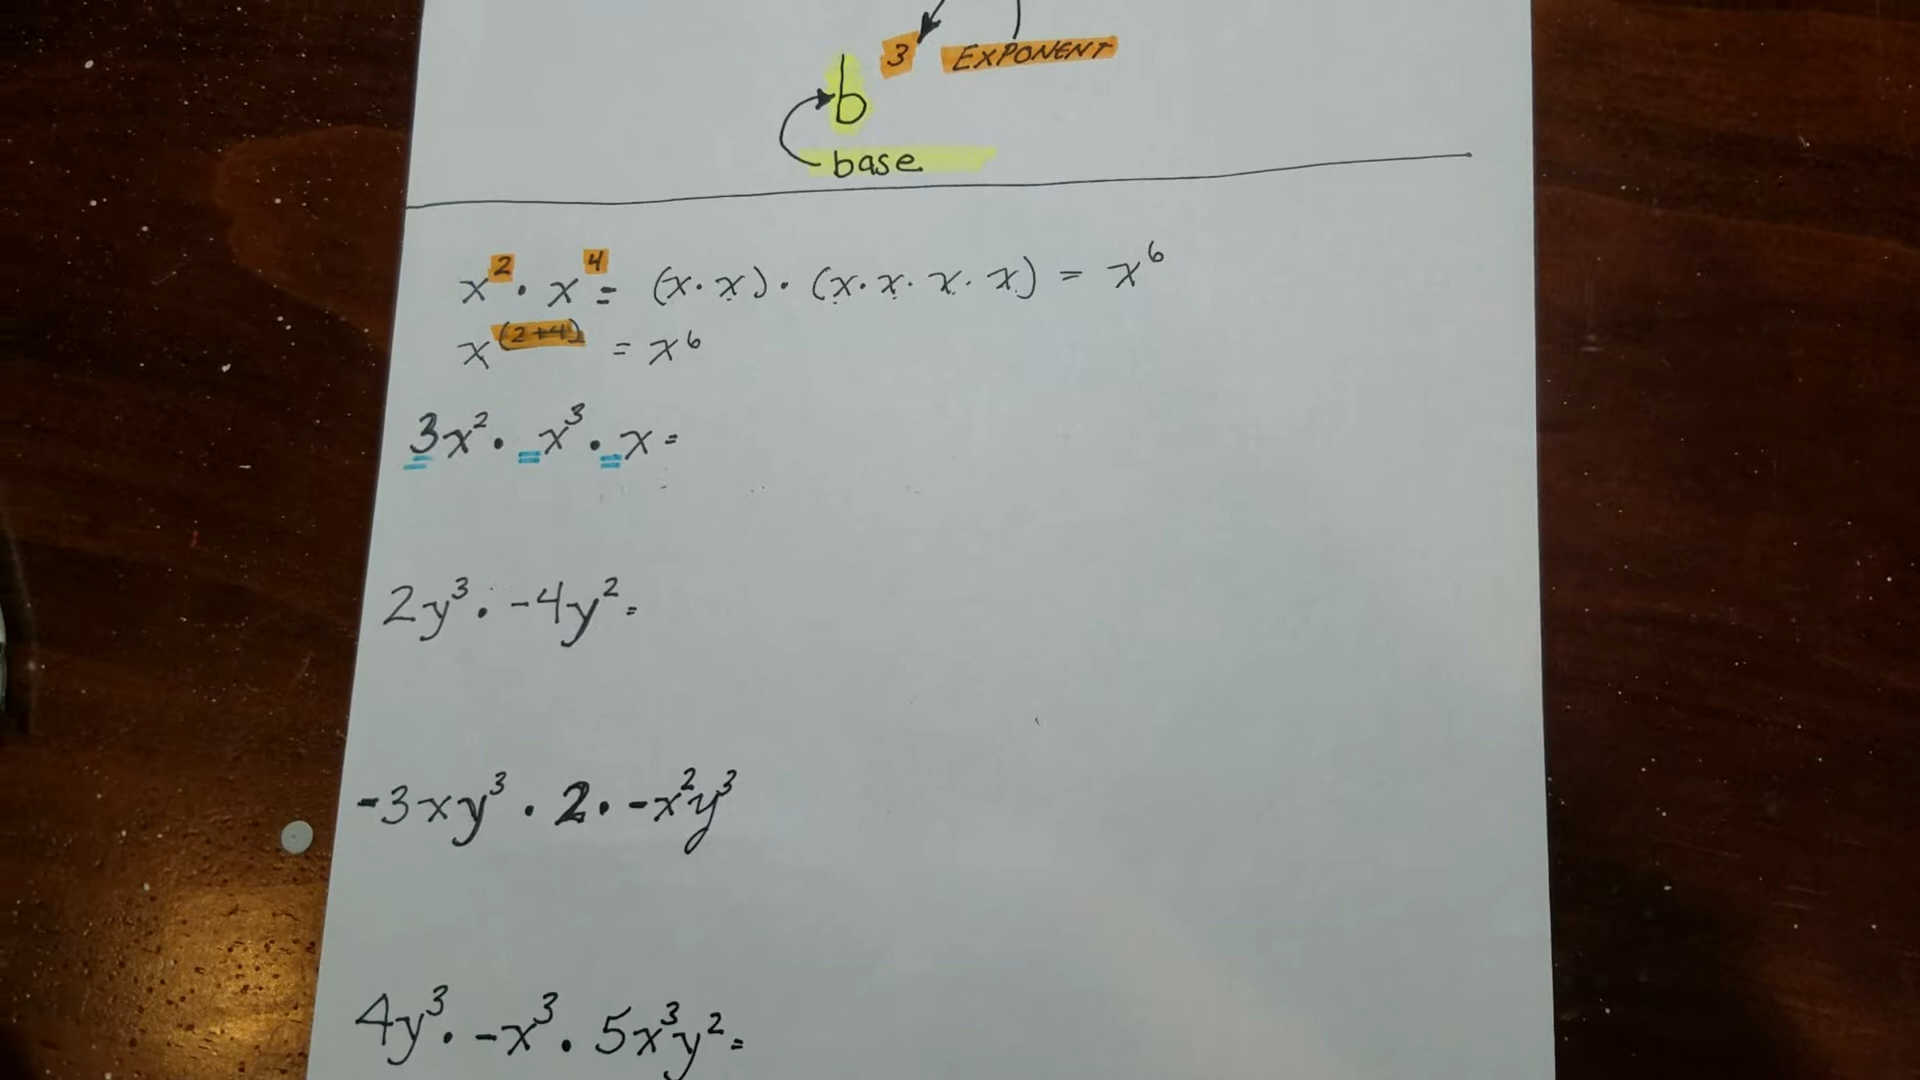 3 EXPONENT
b
base
x² · x⁴ = (x·x) · (x·x·x·x) = x⁶
x⁽²⁺⁴⁾ = x⁶
3x² · x³ · x =
2y³ · -4y² =
-3xy³ · 2 · -x²y³
4y³ · -x³ · 5x³y² =